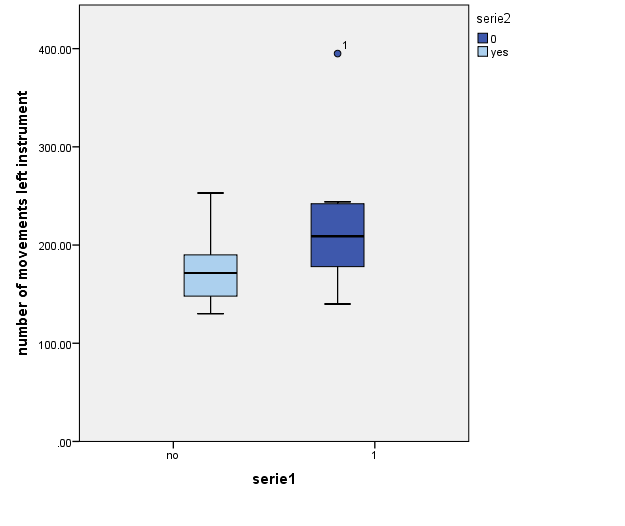 serie2
0
yes
1
400.00
300.00
200.00
100.00
.00
number of movements left instrument
no
1
serie1